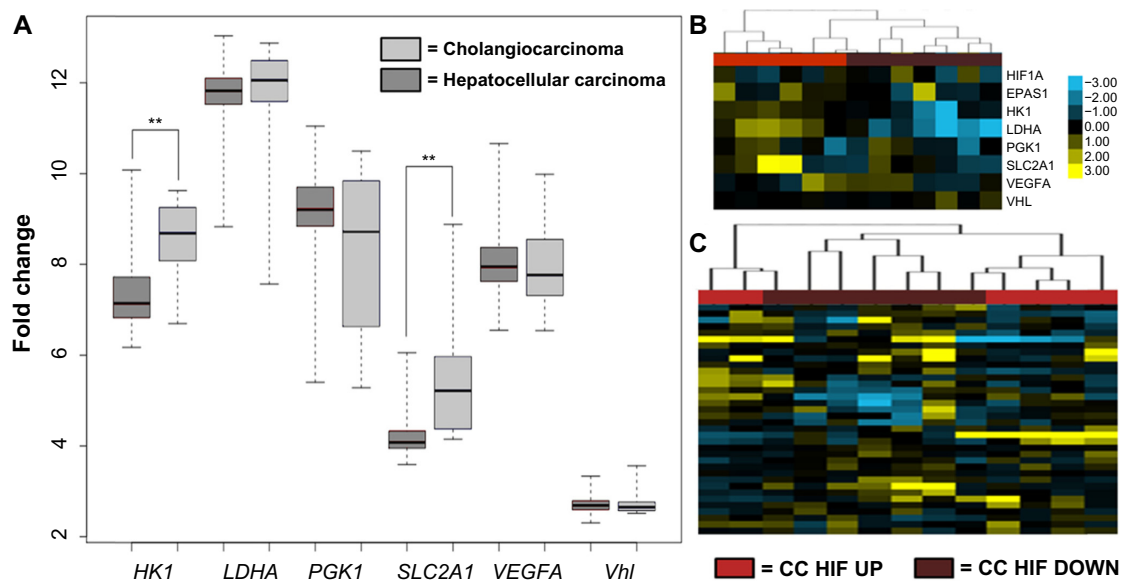 A
= Cholangiocarcinoma
= Hepatocellular carcinoma
**
**
Fold change
12
10
8
6
4
2
HK1 LDHA PGK1 SLC2A1 VEGFA Vhl
B
HIF1A
EPAS1
HK1
LDHA
PGK1
SLC2A1
VEGFA
VHL
−3.00
−2.00
−1.00
0.00
1.00
2.00
3.00
C
= CC HIF UP = CC HIF DOWN